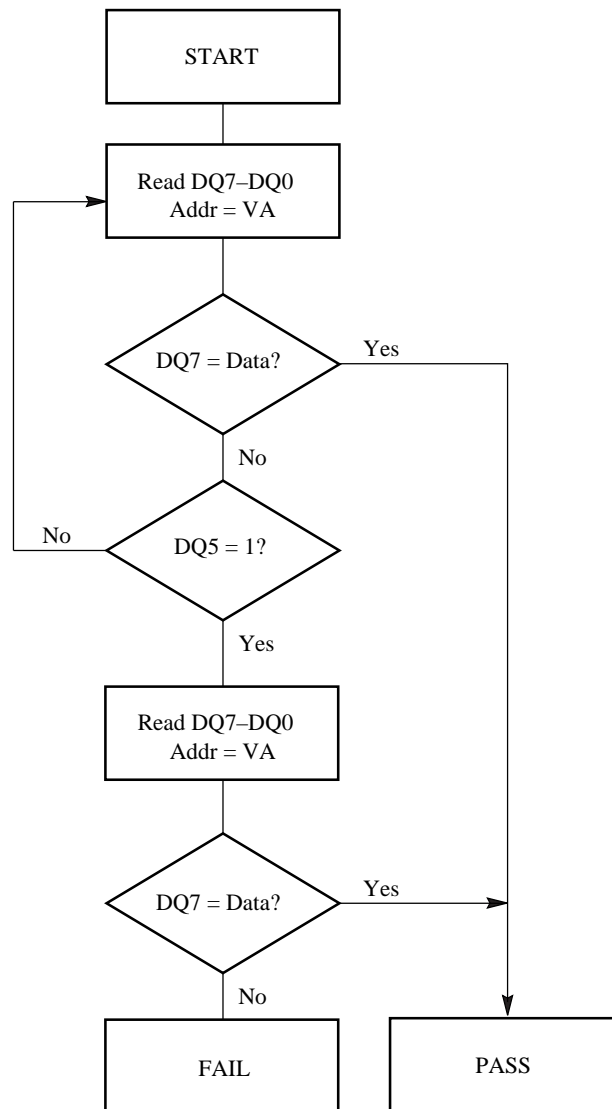 START
Read DQ7–DQ0
Addr = VA
DQ7 = Data?
Yes
No
No
DQ5 = 1?
Yes
Read DQ7–DQ0
Addr = VA
DQ7 = Data?
Yes
No
FAIL
PASS